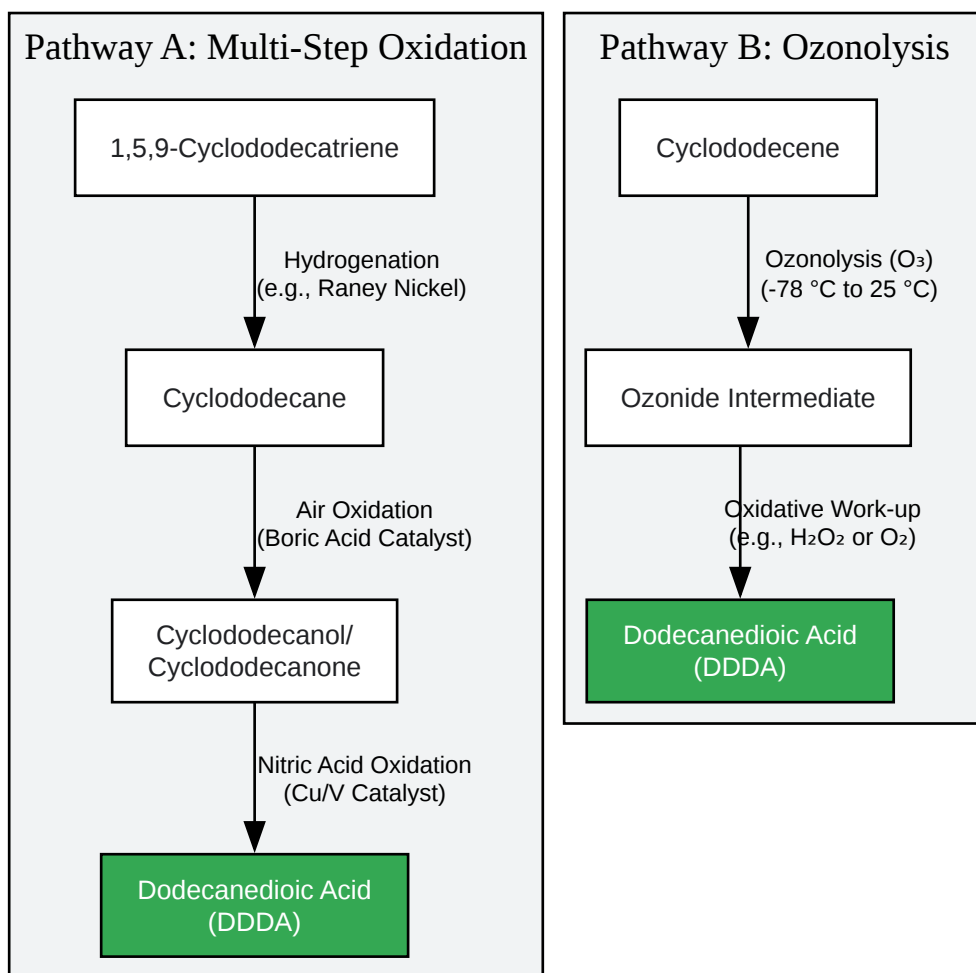 Pathway A: Multi-Step Oxidation
1,5,9-Cyclododecatriene
Hydrogenation
(e.g., Raney Nickel)
Cyclododecane
Air Oxidation
(Boric Acid Catalyst)
Cyclododecanol/
Cyclododecanone
Nitric Acid Oxidation
(Cu/V Catalyst)
Dodecanedioic Acid
(DDDA)
Pathway B: Ozonolysis
Cyclododecene
Ozonolysis (O₃)
(-78 °C to 25 °C)
Ozonide Intermediate
Oxidative Work-up
(e.g., H₂O₂ or O₂)
Dodecanedioic Acid
(DDDA)